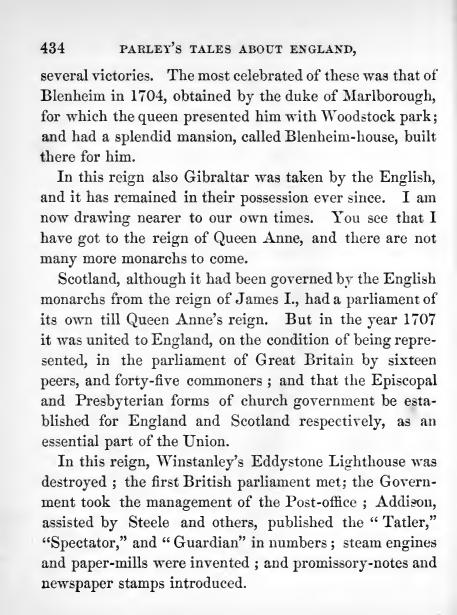 434 PARLEY'S TALES ABOUT ENGLAND,
several victories. The most celebrated of these was that of
Blenheim in 1704, obtained by the duke of Marlborough,
for which the queen presented him with Woodstock park;
and had a splendid mansion, called Blenheim-house, built
there for him.
In this reign also Gibraltar was taken by the English,
and it has remained in their possession ever since. I am
now drawing nearer to our own times. You see that I
have got to the reign of Queen Anne, and there are not
many more monarchs to come.
Scotland, although it had been governed by the English
monarchs from the reign of James I., had a parliament of
its own till Queen Anne's reign. But in the year 1707
it was united to England, on the condition of being repre-
sented, in the parliament of Great Britain by sixteen
peers, and forty-five commoners ; and that the Episcopal
and Presbyterian forms of church government be esta-
blished for England and Scotland respectively, as an
essential part of the Union.
In this reign, Winstanley's Eddystone Lighthouse was
destroyed ; the first British parliament met; the Govern-
ment took the management of the Post-office ; Addison,
assisted by Steele and others, published the “ Tatler,”
“Spectator,” and “ Guardian” in numbers ; steam engines
and paper-mills were invented ; and promissory-notes and
newspaper stamps introduced.